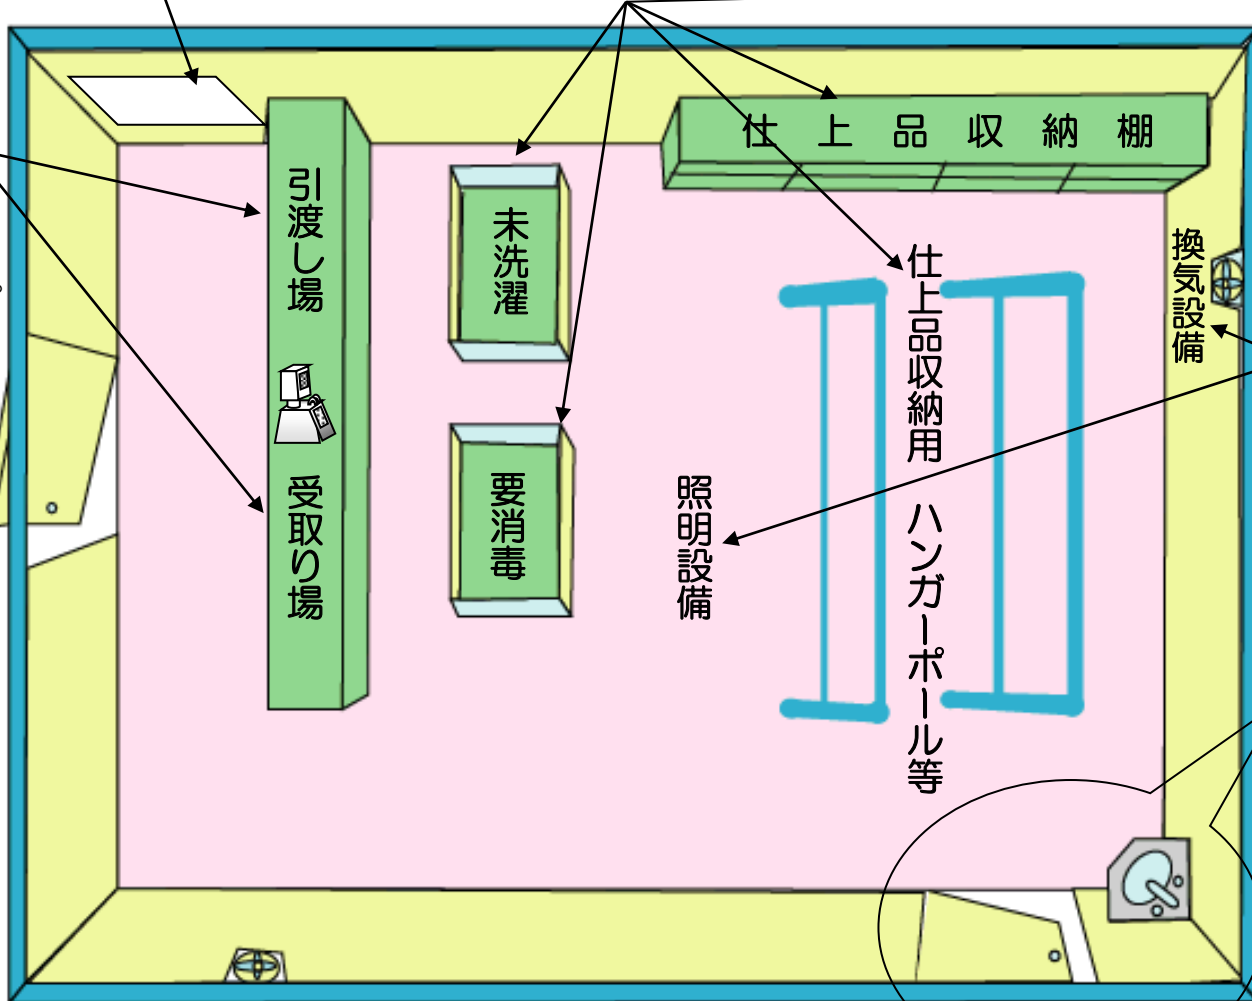 仕上品収納棚
引渡し場
受取り場
未洗濯
要消毒
照明設備
仕上品収納用 ハンガーポール等
換気設備